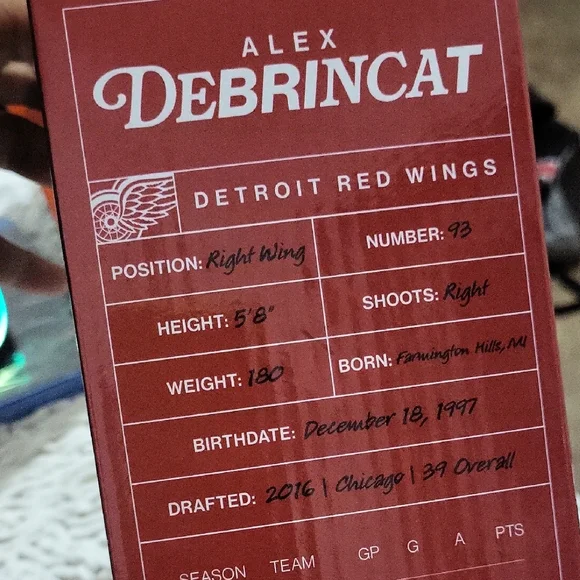 ALEX
DEBRINCAT
DETROIT RED WINGS
POSITION: Right Wing
NUMBER: 93
HEIGHT: 5'8"
SHOOTS: Right
WEIGHT: 180
BORN: Farmington Hills, MI
BIRTHDATE: December 18, 1997
DRAFTED: 2016 | Chicago | 39 Overall
SEASON TEAM GP G A PTS